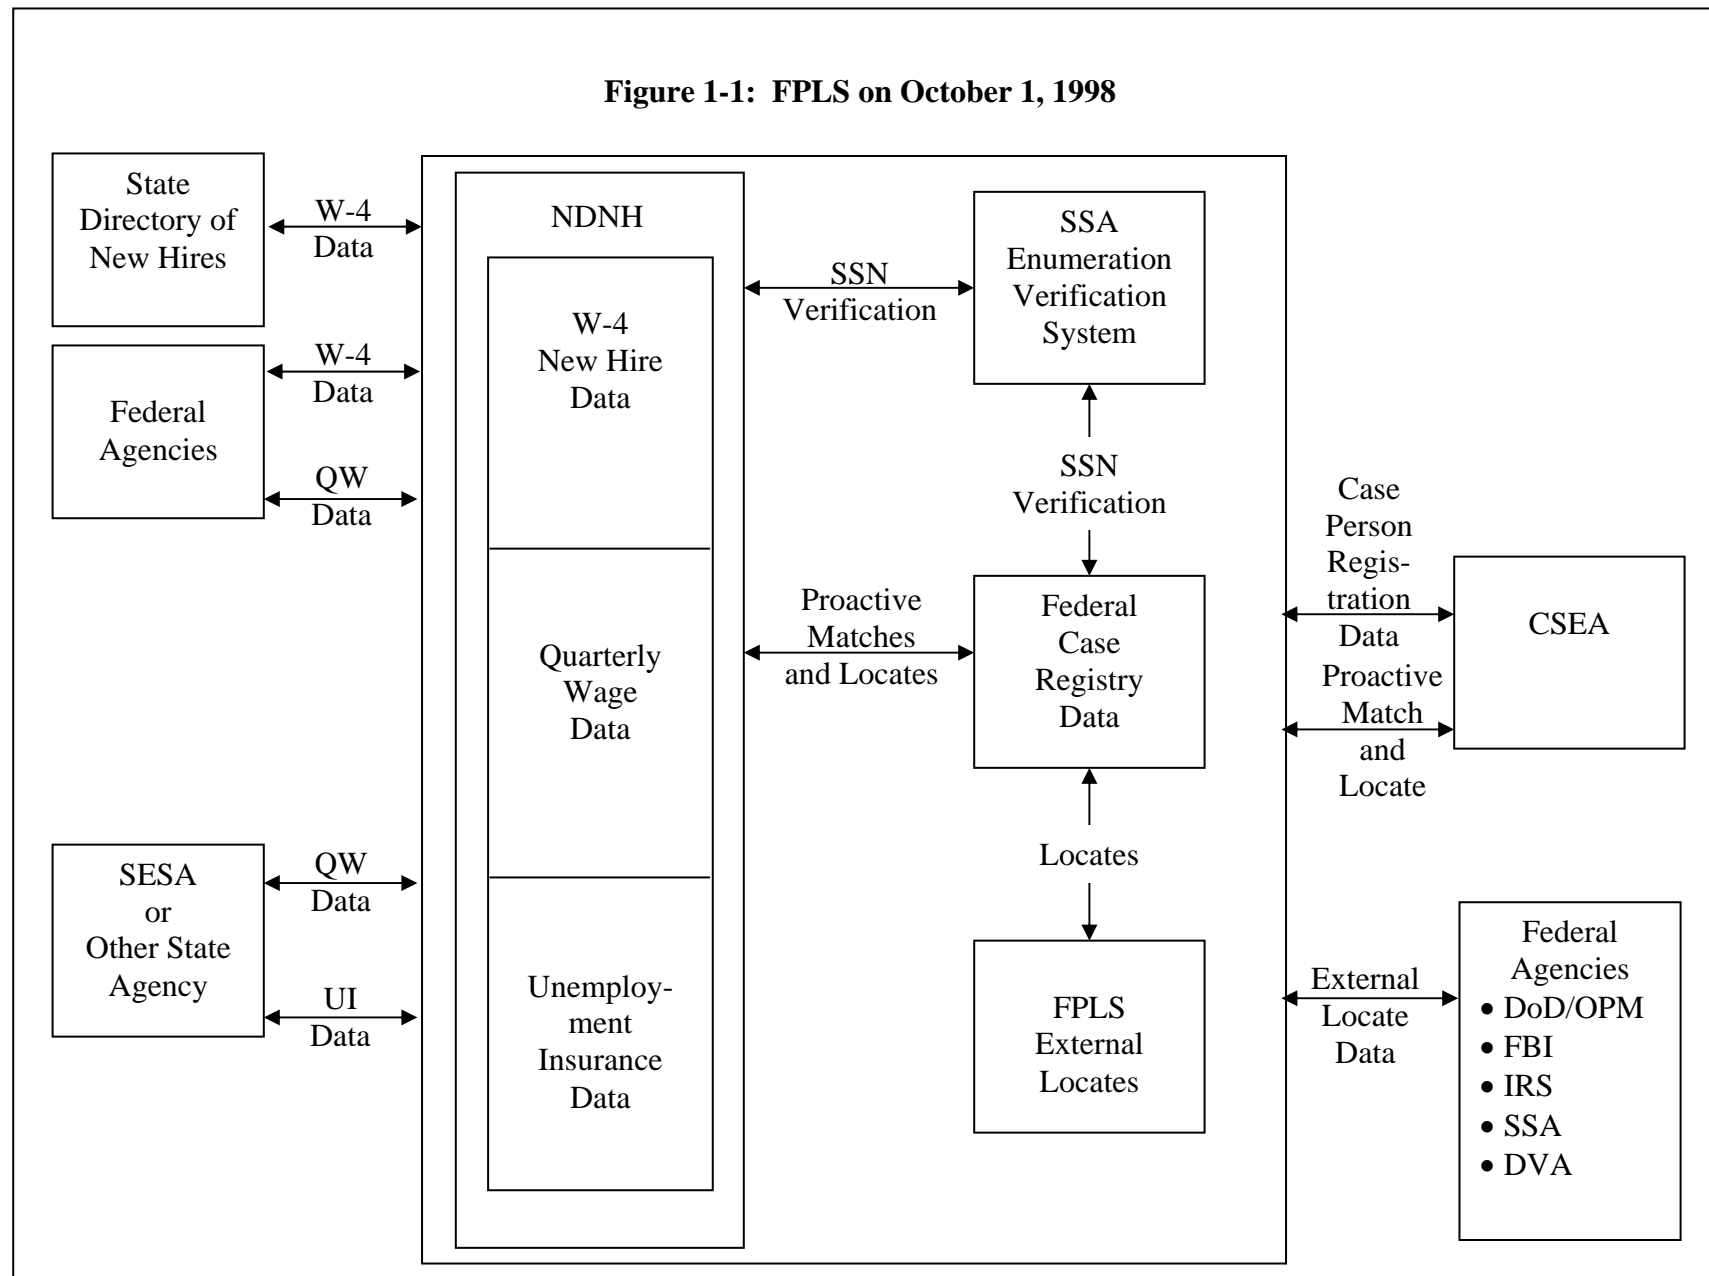 Figure 1-1:  FPLS on October 1, 1998
State
Directory of
New Hires
W-4
Data
Federal
Agencies
W-4
Data
QW
Data
SESA
or
Other State
Agency
QW
Data
UI
Data
NDNH
W-4
New Hire
Data
Quarterly
Wage
Data
Unemploy-
ment
Insurance
Data
SSN
Verification
Proactive
Matches
and Locates
SSA
Enumeration
Verification
System
SSN
Verification
Federal
Case
Registry
Data
Locates
FPLS
External
Locates
Case
Person
Regis-
tration
Data
Proactive
Match
and
Locate
CSEA
External
Locate
Data
Federal
Agencies
• DoD/OPM
• FBI
• IRS
• SSA
• DVA